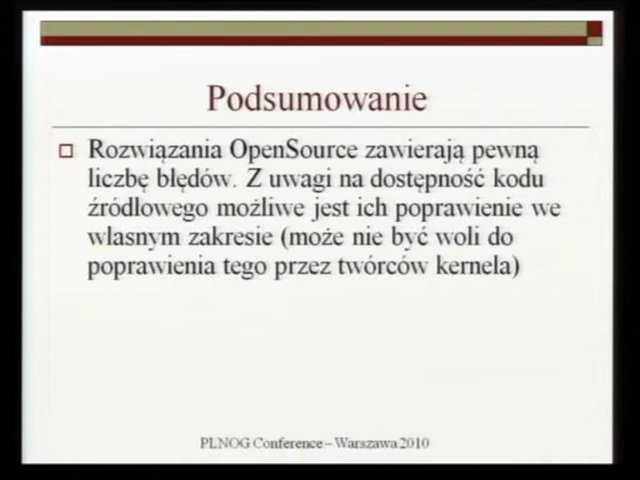 Podsumowanie
Rozwiązania OpenSource zawierają pewną
liczbę błędów. Z uwagi na dostępność kodu
źródłowego możliwe jest ich poprawienie we
własnym zakresie (może nie być woli do
poprawienia tego przez twórców kernela)
PLNOG Conference – Warszawa 2010